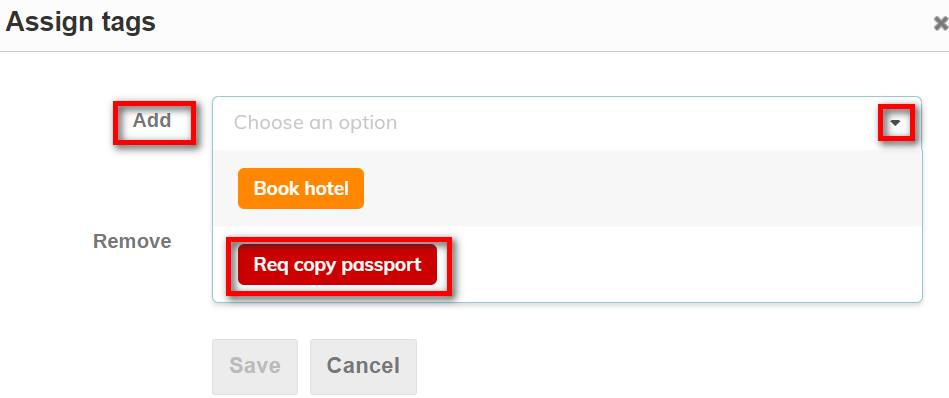 Assign tags
Add
Choose an option
Book hotel
Remove
Req copy passport
Save
Cancel